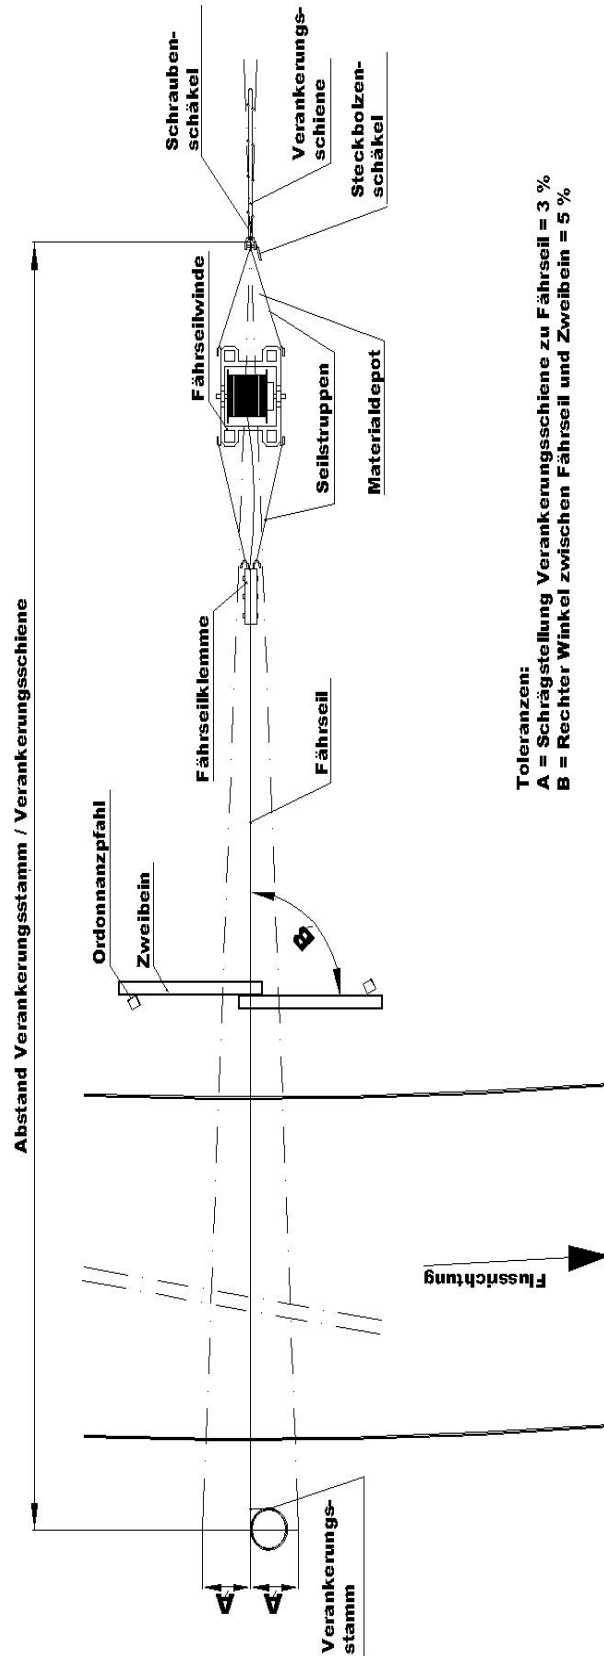 Abstand Verankerungsstamm / Verankerungsschiene
Schrauben-
schäkel
Verankerungs-
schiene
Steckbolzen-
schäkel
Fährseilwinde
Seilstruppen
Materialdepot
Fährseilklemme
Fährseil
Ordonnanzpfahl
Zweibein
B
Flussrichtung
A
A
Verankerungs-
stamm
Toleranzen:
A = Schrägstellung Verankerungsschiene zu Fährseil = 3 %
B = Rechter Winkel zwischen Fährseil und Zweibein = 5 %